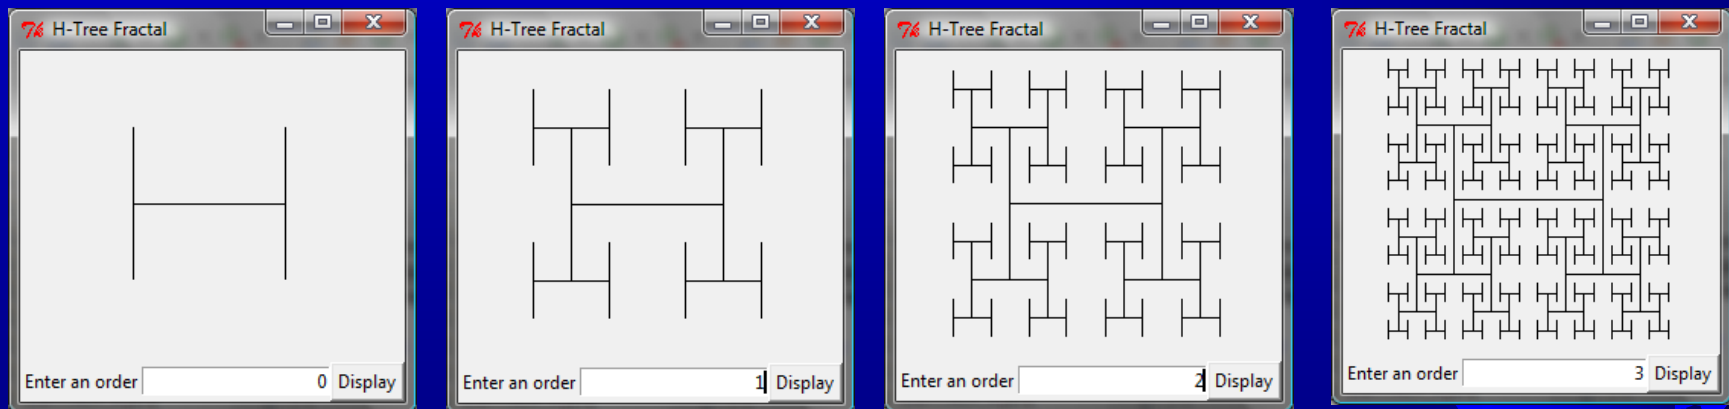 H-Tree Fractal
Enter an order 0 Display
H-Tree Fractal
Enter an order 1 Display
H-Tree Fractal
Enter an order 2 Display
H-Tree Fractal
Enter an order 3 Display